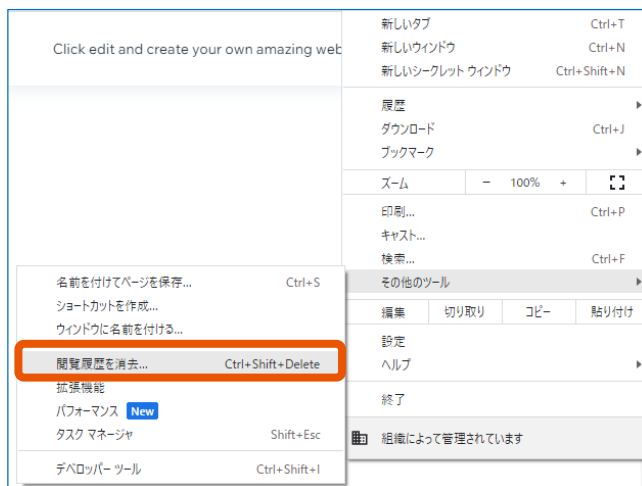 Click edit and create your own amazing web
新しいタブ Ctrl+T
新しいウィンドウ Ctrl+N
新しいシークレット ウィンドウ Ctrl+Shift+N
履歴
ダウンロード Ctrl+J
ブックマーク
ズーム − 100% +
印刷... Ctrl+P
キャスト...
検索... Ctrl+F
その他のツール
編集 切り取り コピー 貼り付け
設定
ヘルプ
終了
組織によって管理されています
名前を付けてページを保存... Ctrl+S
ショートカットを作成...
ウィンドウに名前を付ける...
閲覧履歴を消去... Ctrl+Shift+Delete
拡張機能
パフォーマンス New
タスク マネージャ Shift+Esc
デベロッパー ツール Ctrl+Shift+I